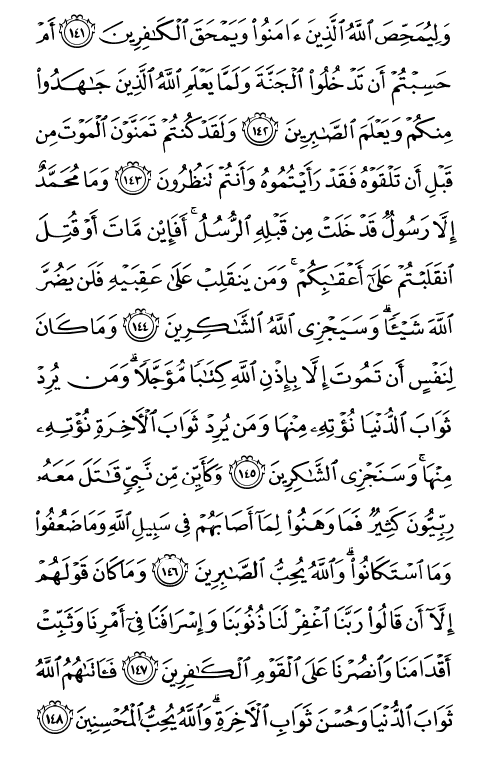 وَلِيُمَحِّصَ ٱللَّهُ ٱلَّذِينَ ءَامَنُوا۟ وَيَمْحَقَ ٱلْكَـٰفِرِينَ ١٤١ أَمْ
حَسِبْتُمْ أَن تَدْخُلُوا۟ ٱلْجَنَّةَ وَلَمَّا يَعْلَمِ ٱللَّهُ ٱلَّذِينَ جَـٰهَدُوا۟
مِنكُمْ وَيَعْلَمَ ٱلصَّـٰبِرِينَ ١٤٢ وَلَقَدْ كُنتُمْ تَمَنَّوْنَ ٱلْمَوْتَ مِن
قَبْلِ أَن تَلْقَوْهُ فَقَدْ رَأَيْتُمُوهُ وَأَنتُمْ تَنظُرُونَ ١٤٣ وَمَا مُحَمَّدٌ
إِلَّا رَسُولٌ قَدْ خَلَتْ مِن قَبْلِهِ ٱلرُّسُلُ ۚ أَفَإِي۟ن مَّاتَ أَوْ قُتِلَ
ٱنقَلَبْتُمْ عَلَىٰٓ أَعْقَـٰبِكُمْ ۚ وَمَن يَنقَلِبْ عَلَىٰ عَقِبَيْهِ فَلَن يَضُرَّ
ٱللَّهَ شَيْـًٔا ۗ وَسَيَجْزِى ٱللَّهُ ٱلشَّـٰكِرِينَ ١٤٤ وَمَا كَانَ
لِنَفْسٍ أَن تَمُوتَ إِلَّا بِإِذْنِ ٱللَّهِ كِتَـٰبًا مُّؤَجَّلًا ۗ وَمَن يُرِدْ
ثَوَابَ ٱلدُّنْيَا نُؤْتِهِۦ مِنْهَا وَمَن يُرِدْ ثَوَابَ ٱلْـَٔاخِرَةِ نُؤْتِهِۦ
مِنْهَا ۚ وَسَنَجْزِى ٱلشَّـٰكِرِينَ ١٤٥ وَكَأَيِّن مِّن نَّبِىٍّ قَـٰتَلَ مَعَهُۥ
رِبِّيُّونَ كَثِيرٌ فَمَا وَهَنُوا۟ لِمَآ أَصَابَهُمْ فِى سَبِيلِ ٱللَّهِ وَمَا ضَعُفُوا۟
وَمَا ٱسْتَكَانُوا۟ ۗ وَٱللَّهُ يُحِبُّ ٱلصَّـٰبِرِينَ ١٤٦ وَمَا كَانَ قَوْلَهُمْ
إِلَّآ أَن قَالُوا۟ رَبَّنَا ٱغْفِرْ لَنَا ذُنُوبَنَا وَإِسْرَافَنَا فِىٓ أَمْرِنَا وَثَبِّتْ
أَقْدَامَنَا وَٱنصُرْنَا عَلَى ٱلْقَوْمِ ٱلْكَـٰفِرِينَ ١٤٧ فَـَٔاتَىٰهُمُ ٱللَّهُ
ثَوَابَ ٱلدُّنْيَا وَحُسْنَ ثَوَابِ ٱلْـَٔاخِرَةِ ۗ وَٱللَّهُ يُحِبُّ ٱلْمُحْسِنِينَ ١٤٨